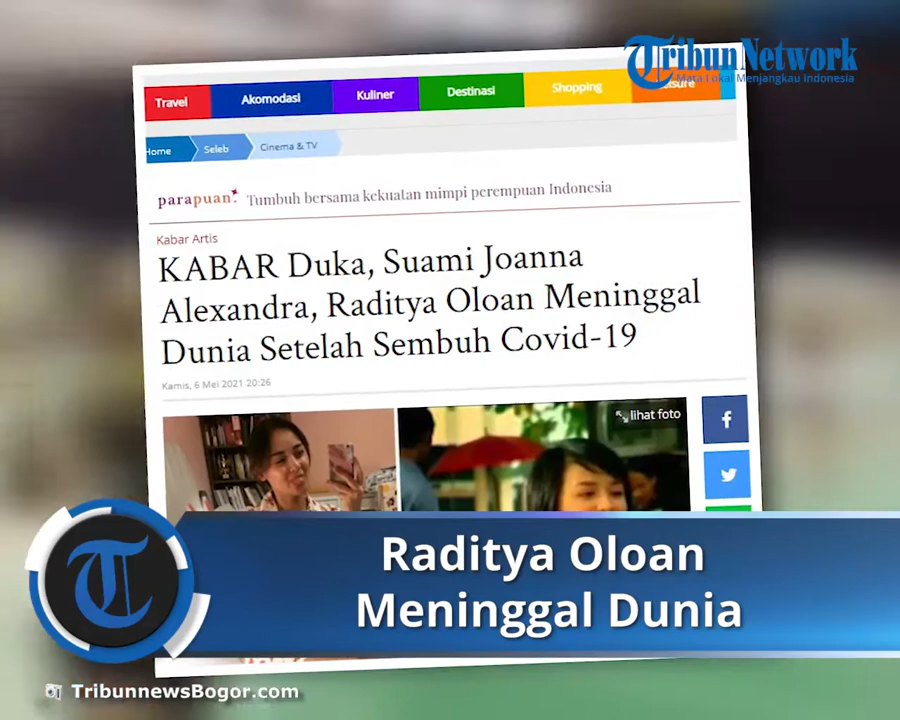 Tribun Network
Mata Lokal Menjangkau Indonesia
Travel
Akomodasi
Kuliner
Destinasi
Shopping
Home
Seleb
Cinema & TV
parapuan.
Tumbuh bersama kekuatan mimpi perempuan Indonesia
Kabar Artis
KABAR Duka, Suami Joanna
Alexandra, Raditya Oloan Meninggal
Dunia Setelah Sembuh Covid-19
Kamis, 6 Mei 2021 20:26
lihat foto
f
T
Raditya Oloan
Meninggal Dunia
TribunnewsBogor.com